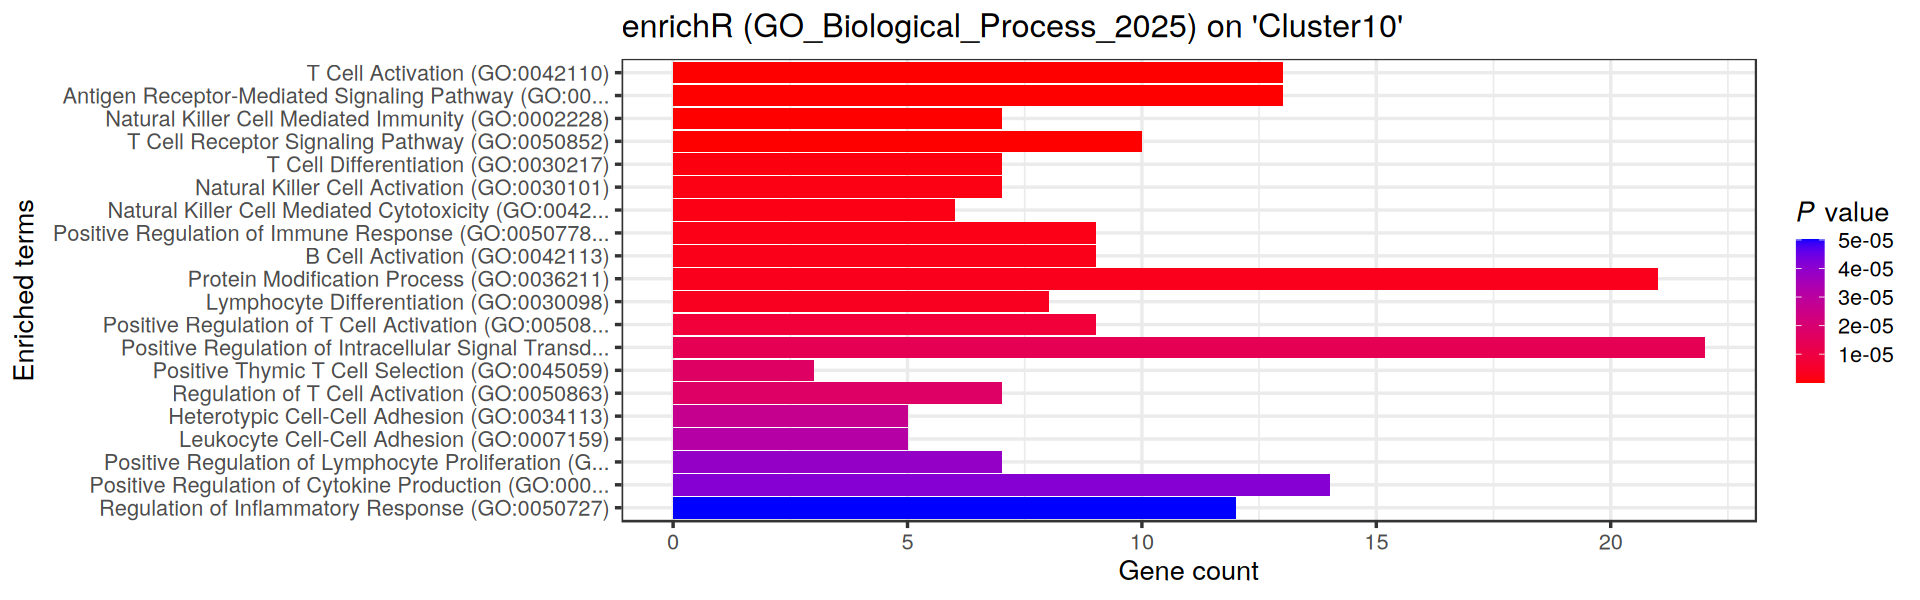 enrichR (GO_Biological_Process_2025) on 'Cluster10'
Enriched terms
T Cell Activation (GO:0042110)
Antigen Receptor-Mediated Signaling Pathway (GO:00...
Natural Killer Cell Mediated Immunity (GO:0002228)
T Cell Receptor Signaling Pathway (GO:0050852)
T Cell Differentiation (GO:0030217)
Natural Killer Cell Activation (GO:0030101)
Natural Killer Cell Mediated Cytotoxicity (GO:0042...
Positive Regulation of Immune Response (GO:0050778...
B Cell Activation (GO:0042113)
Protein Modification Process (GO:0036211)
Lymphocyte Differentiation (GO:0030098)
Positive Regulation of T Cell Activation (GO:00508...
Positive Regulation of Intracellular Signal Transd...
Positive Thymic T Cell Selection (GO:0045059)
Regulation of T Cell Activation (GO:0050863)
Heterotypic Cell-Cell Adhesion (GO:0034113)
Leukocyte Cell-Cell Adhesion (GO:0007159)
Positive Regulation of Lymphocyte Proliferation (G...
Positive Regulation of Cytokine Production (GO:000...
Regulation of Inflammatory Response (GO:0050727)
0 5 10 15 20
Gene count
P value
5e-05
4e-05
3e-05
2e-05
1e-05